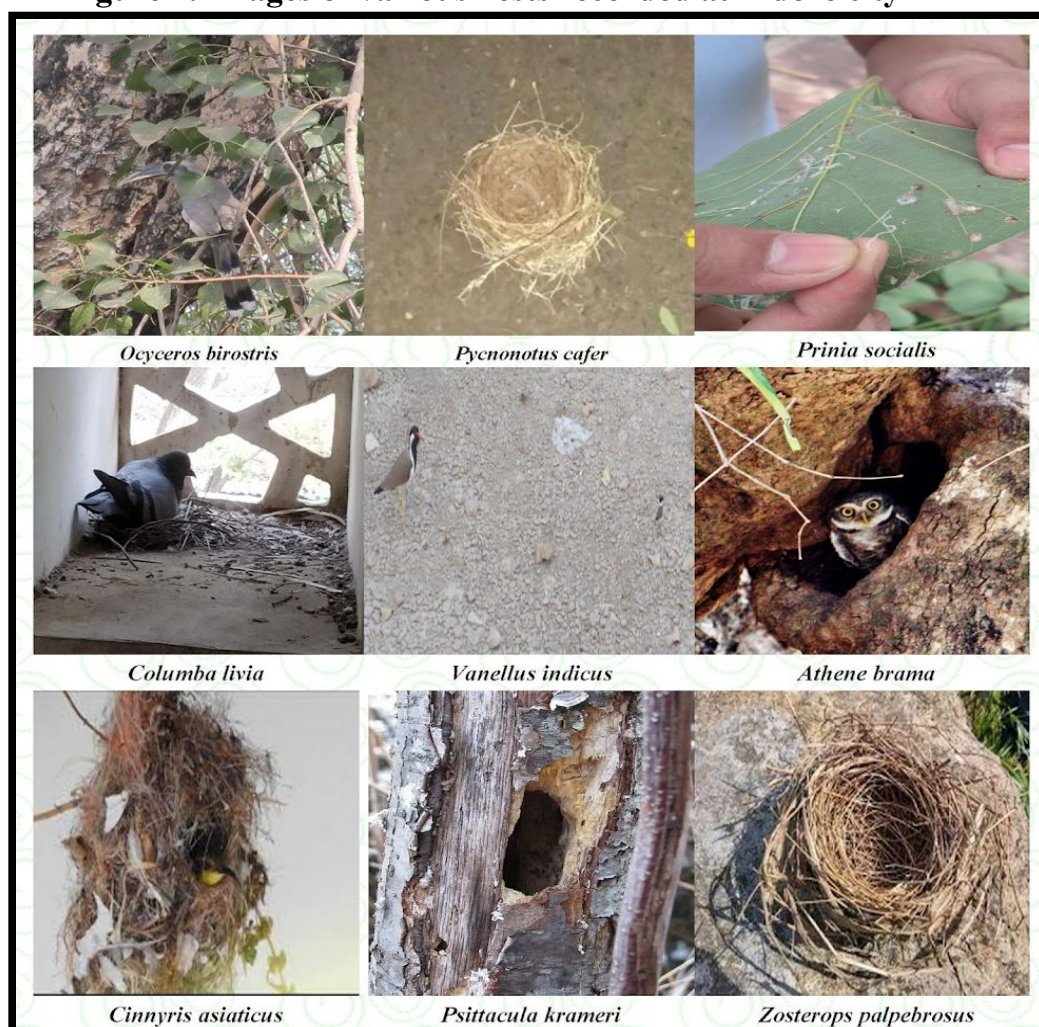 Ocyceros birostris
Pycnonotus cafer
Prinia socialis
Columba livia
Vanellus indicus
Athene brama
Cinnyris asiaticus
Psittacula krameri
Zosterops palpebrosus